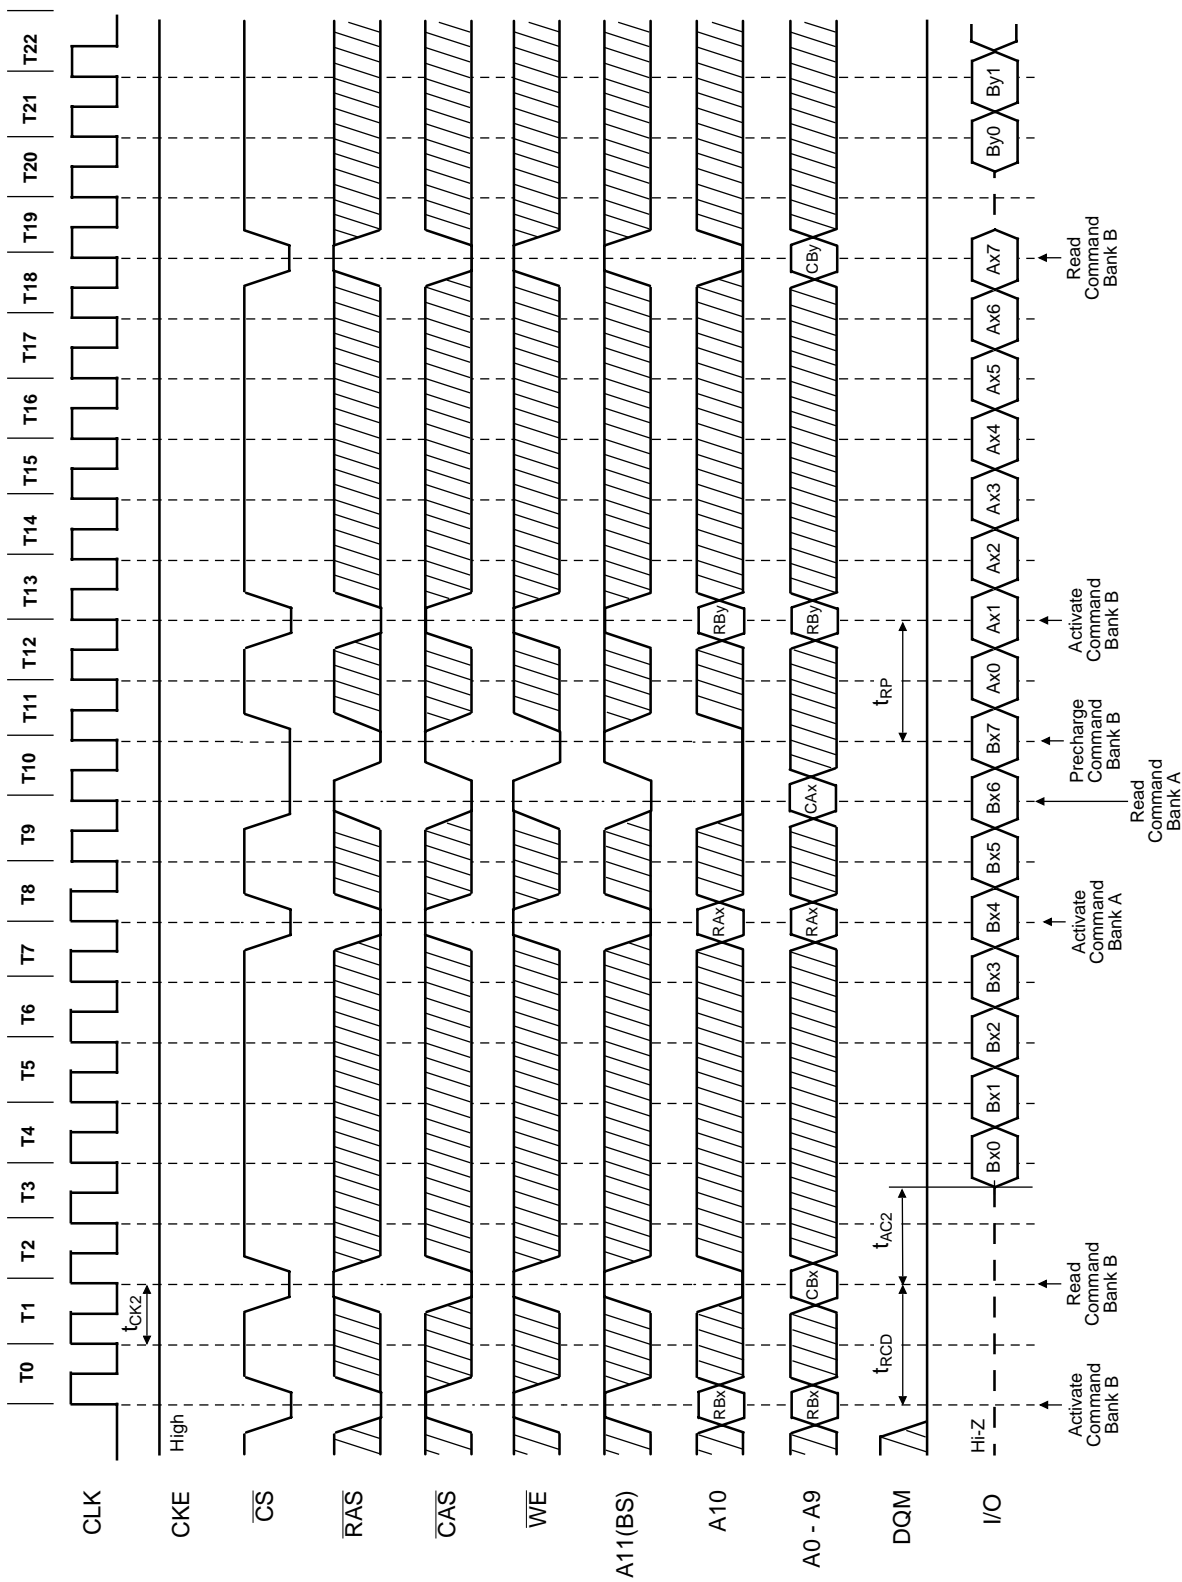 T0 T1 T2 T3 T4 T5 T6 T7 T8 T9 T10 T11 T12 T13 T14 T15 T16 T17 T18 T19 T20 T21 T22
CLK
tCK2
CKE
High
CS
RAS
CAS
WE
A11(BS)
A10
RBx RAx RBy
A0 - A9
RBx CBx RAx CAx RBy CBy
DQM
tRCD
tAC2
tRP
I/O
Hi-Z
Bx0 Bx1 Bx2 Bx3 Bx4 Bx5 Bx6 Bx7 Ax0 Ax1 Ax2 Ax3 Ax4 Ax5 Ax6 Ax7 By0 By1
Activate
Command
Bank B
Read
Command
Bank B
Activate
Command
Bank A
Read
Command
Bank A
Precharge
Command
Bank B
Activate
Command
Bank B
Read
Command
Bank B